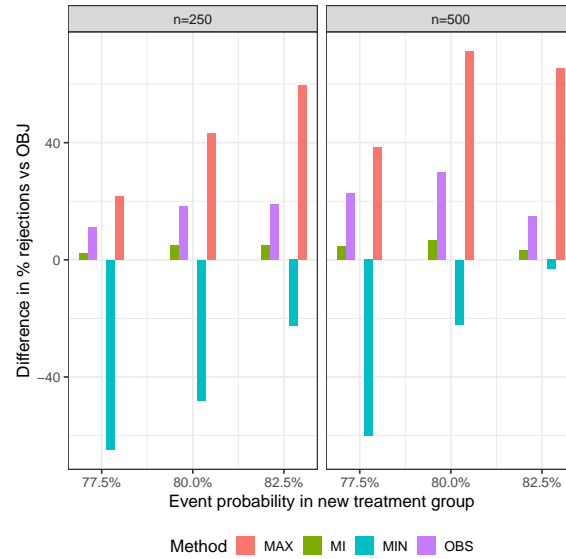 n=250
n=500
Difference in % rejections vs OBJ
40
0
−40
77.5%
80.0%
82.5%
77.5%
80.0%
82.5%
Event probability in new treatment group
Method MAX MI MIN OBS